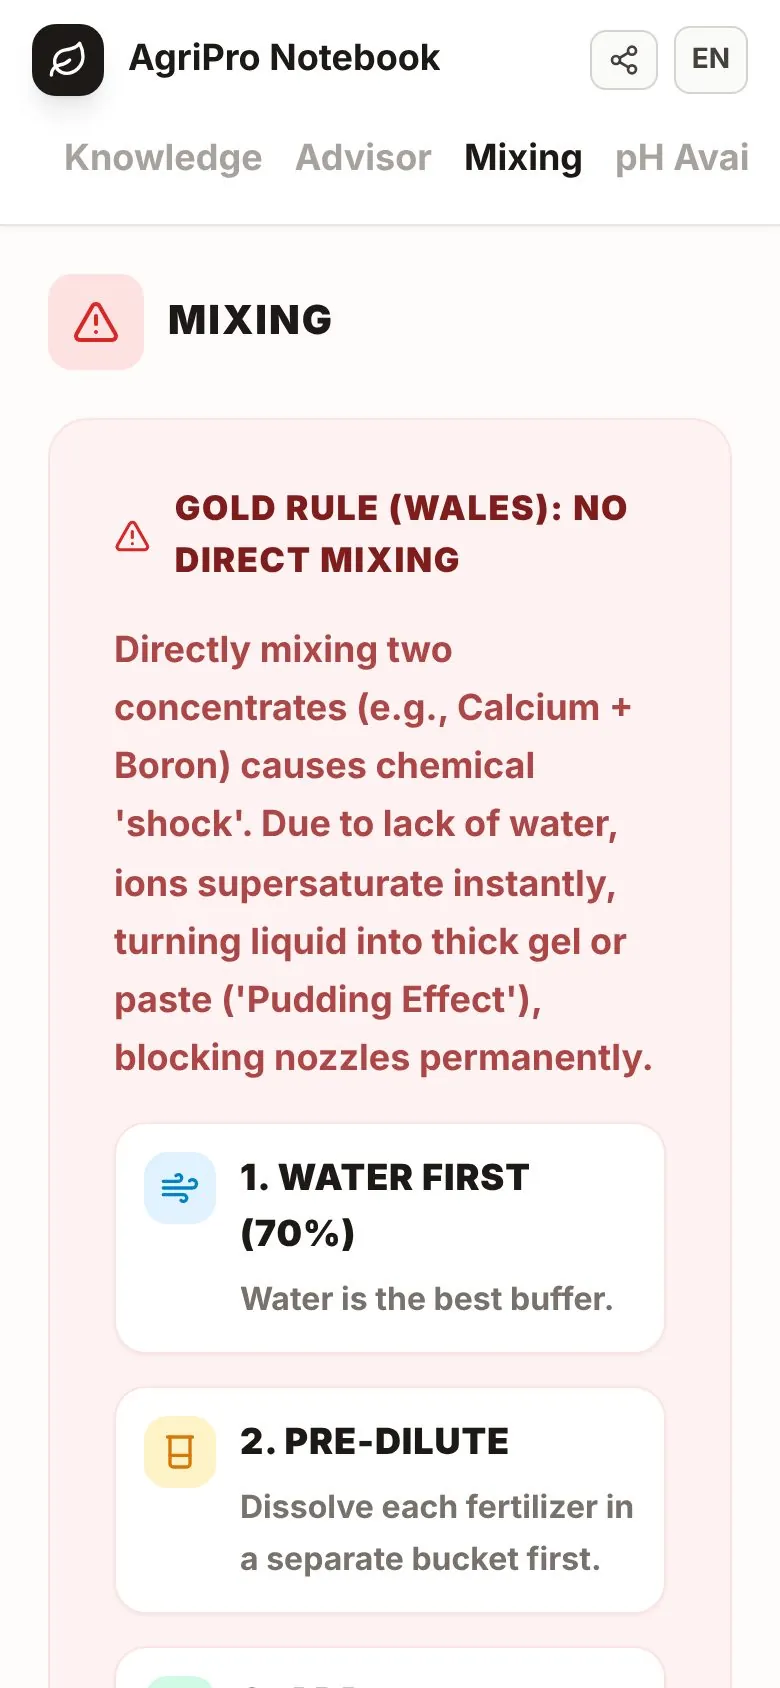 AgriPro Notebook
EN
Knowledge Advisor Mixing pH Avai
MIXING
GOLD RULE (WALES): NO
DIRECT MIXING
Directly mixing two
concentrates (e.g., Calcium +
Boron) causes chemical
'shock'. Due to lack of water,
ions supersaturate instantly,
turning liquid into thick gel or
paste ('Pudding Effect'),
blocking nozzles permanently.
1. WATER FIRST
(70%)
Water is the best buffer.
2. PRE-DILUTE
Dissolve each fertilizer in
a separate bucket first.